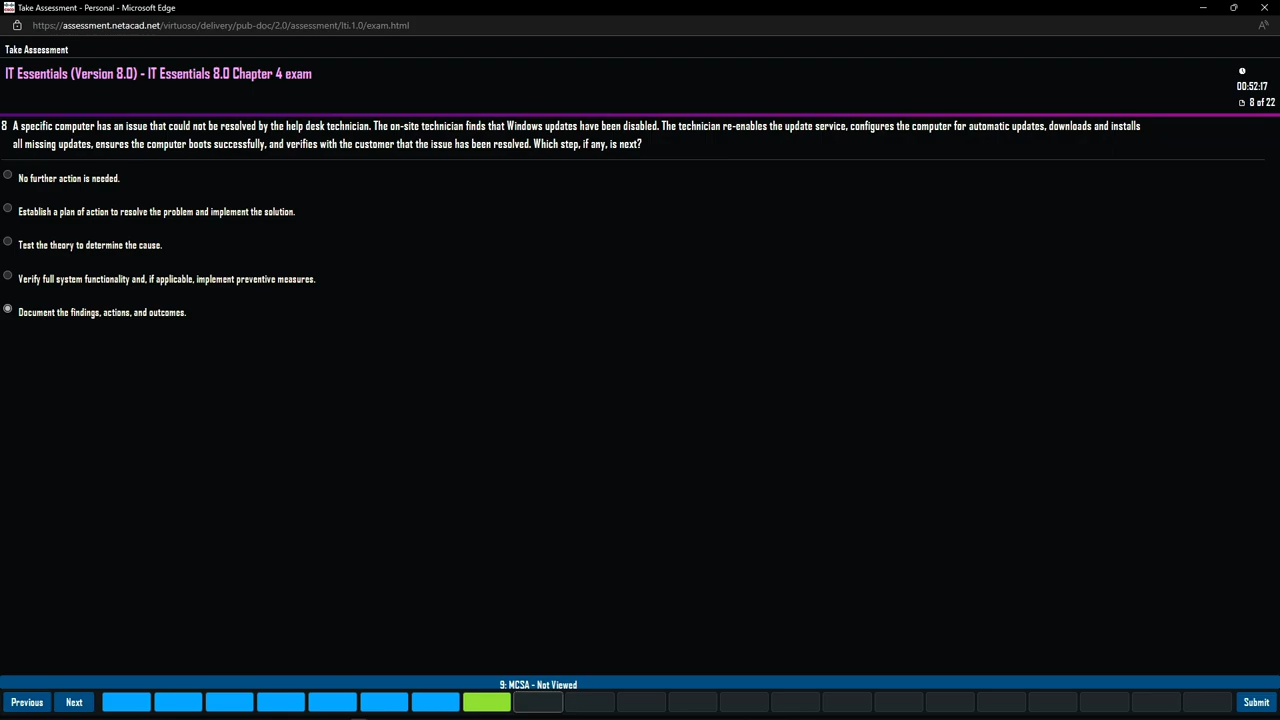 Take Assessment - Personal - Microsoft Edge
https://assessment.netacad.net/virtuoso/delivery/pub-doc/2.0/assessment/lti.1.0/exam.html
Take Assessment
IT Essentials (Version 8.0) - IT Essentials 8.0 Chapter 4 exam
00:52:17
8 of 22
8 A specific computer has an issue that could not be resolved by the help desk technician. The on-site technician finds that Windows updates have been disabled. The technician re-enables the update service, configures the computer for automatic updates, downloads and installs
all missing updates, ensures the computer boots successfully, and verifies with the customer that the issue has been resolved. Which step, if any, is next?
No further action is needed.
Establish a plan of action to resolve the problem and implement the solution.
Test the theory to determine the cause.
Verify full system functionality and, if applicable, implement preventive measures.
Document the findings, actions, and outcomes.
9: MCSA - Not Viewed
Previous Next Submit